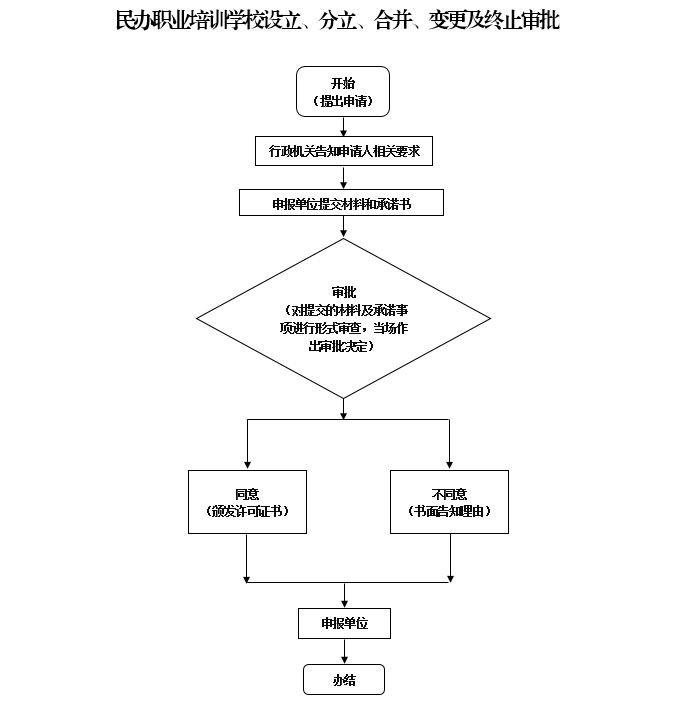 民办职业培训学校设立、分立、合并、变更及终止审批
开始
（提出申请）
行政机关告知申请人相关要求
申报单位提交材料和承诺书
审批
（对提交的材料及承诺事
项进行形式审查，当场作
出审批决定）
同意
（颁发许可证书）
不同意
（书面告知理由）
申报单位
办结